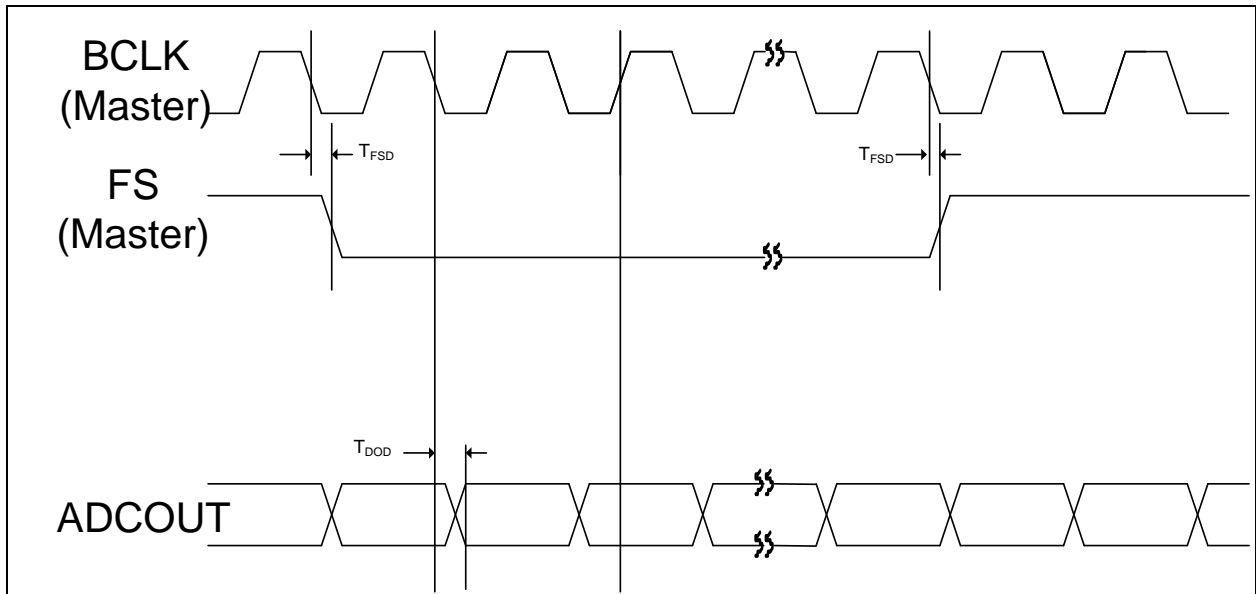 BCLK
(Master)
TFSD
TFSD
FS
(Master)
TDOD
ADCOUT